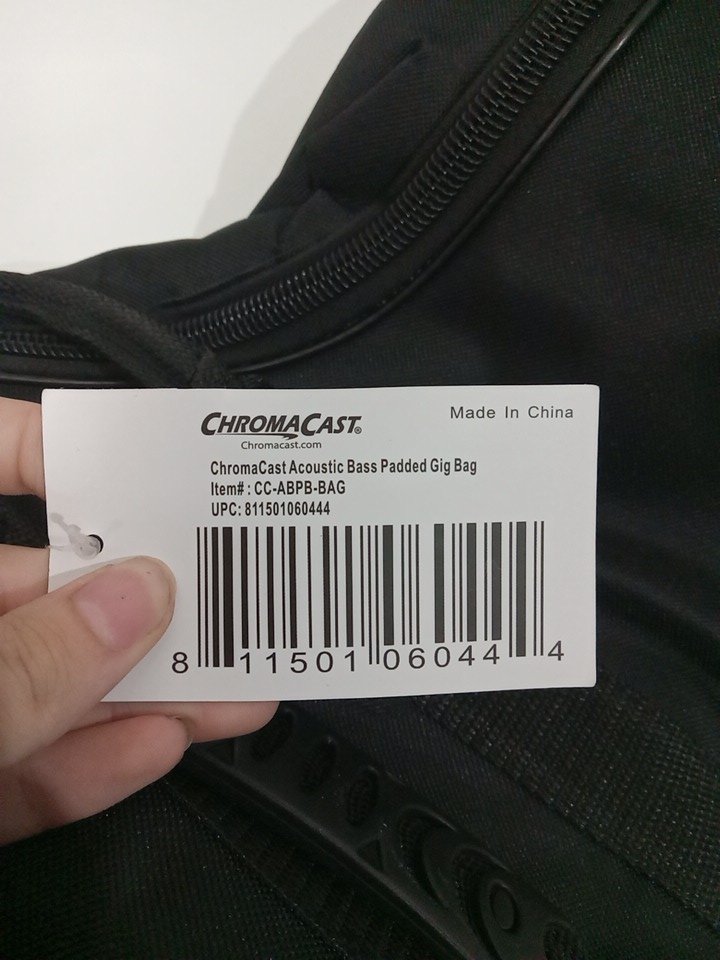 CHROMACAST®
Made In China
Chromacast.com
ChromaCast Acoustic Bass Padded Gig Bag
Item# : CC-ABPB-BAG
UPC: 811501060444
8 11501 06044 4